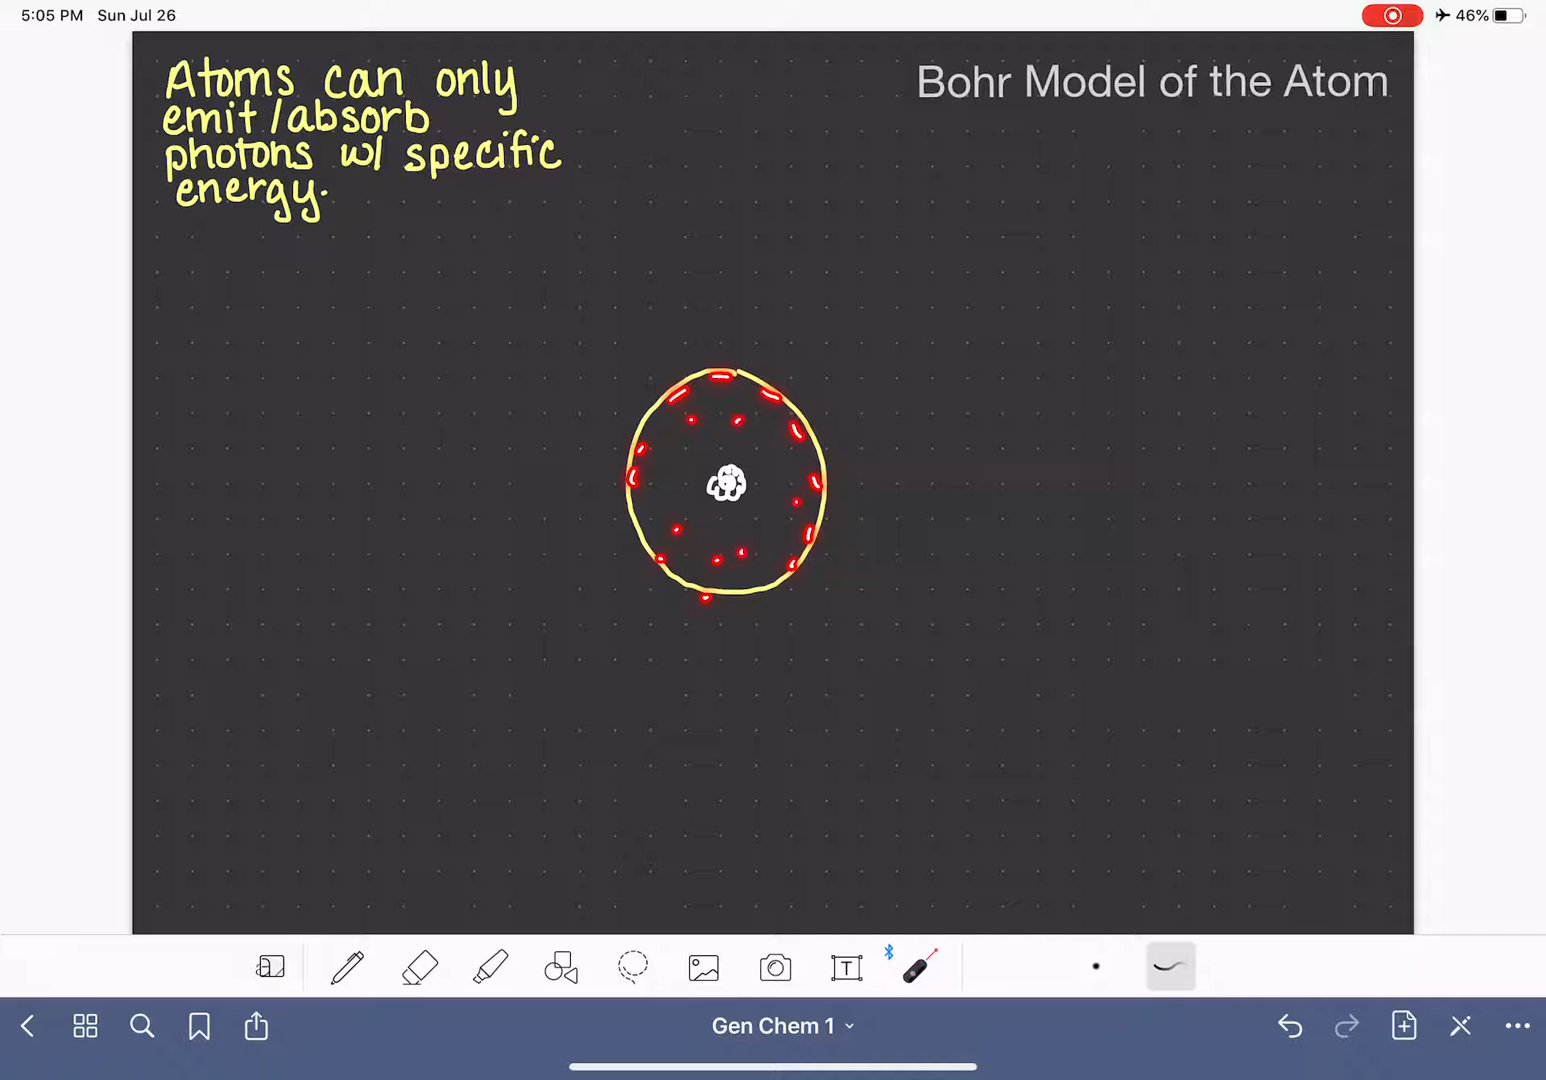 5:05 PM Sun Jul 26
46%
Atoms can only
emit/absorb
photons w/ specific
energy.
Bohr Model of the Atom
T
Gen Chem 1